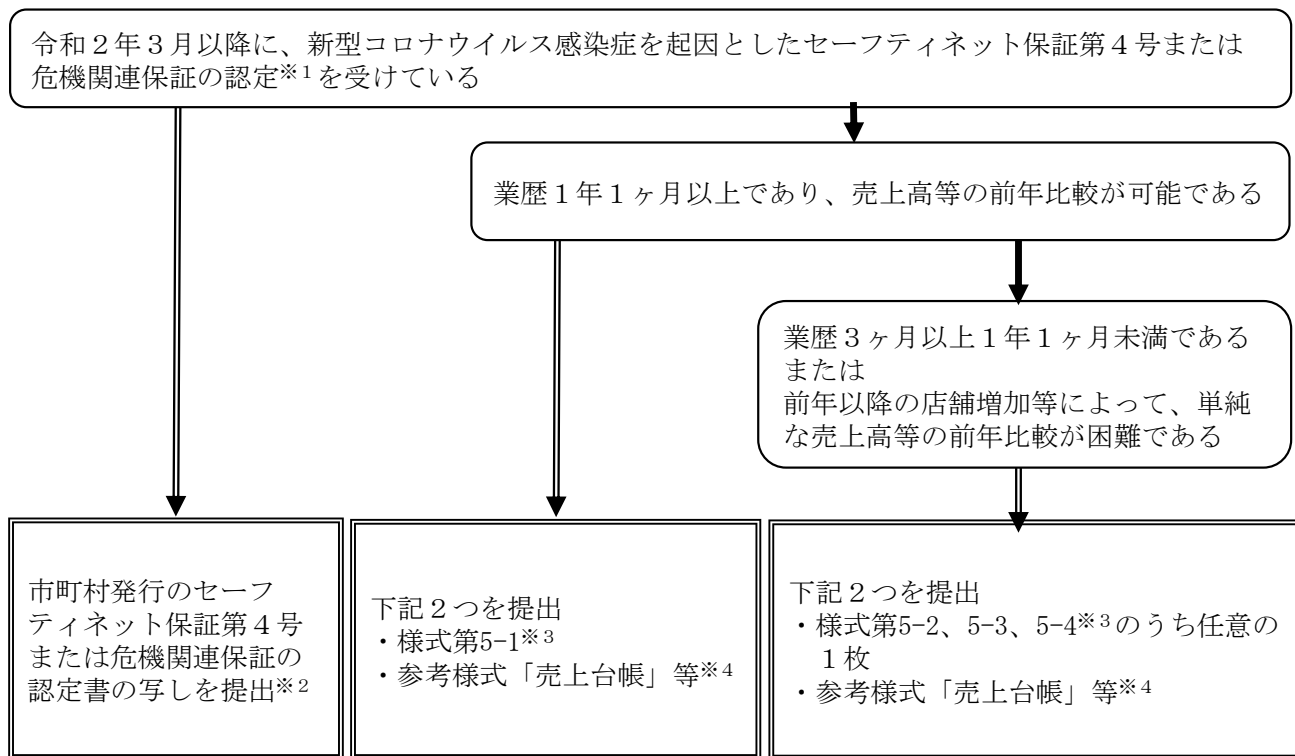 令和２年３月以降に、新型コロナウイルス感染症を起因としたセーフティネット保証第４号または
危機関連保証の認定※1を受けている
業歴１年１ヶ月以上であり、売上高等の前年比較が可能である
業歴３ヶ月以上１年１ヶ月未満である
または
前年以降の店舗増加等によって、単純
な売上高等の前年比較が困難である
市町村発行のセーフ
ティネット保証第４号
または危機関連保証の
認定書の写しを提出※2
下記２つを提出
・様式第5-1※3
・参考様式「売上台帳」等※4
下記２つを提出
・様式第5-2、5-3、5-4※3のうち任意の
１枚
・参考様式「売上台帳」等※4